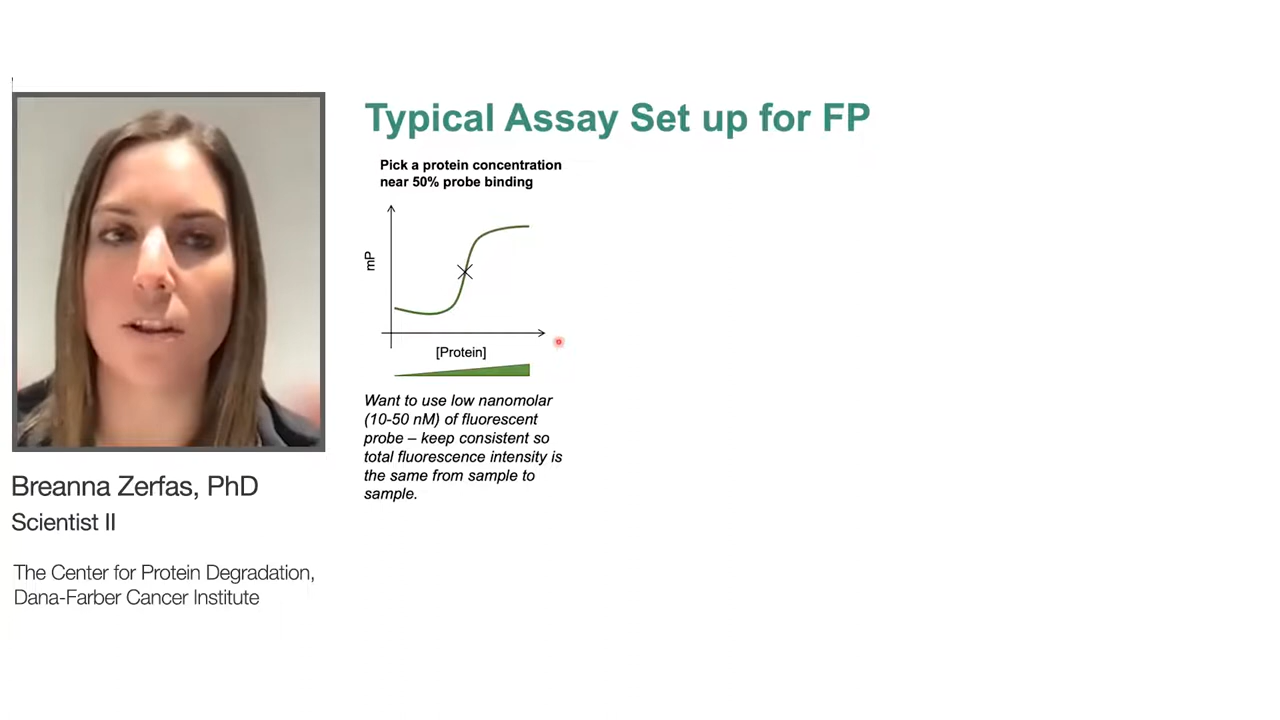 Typical Assay Set up for FP
Pick a protein concentration
near 50% probe binding
mP
[Protein]
Want to use low nanomolar
(10-50 nM) of fluorescent
probe – keep consistent so
total fluorescence intensity is
the same from sample to
sample.
Breanna Zerfas, PhD
Scientist II
The Center for Protein Degradation,
Dana-Farber Cancer Institute